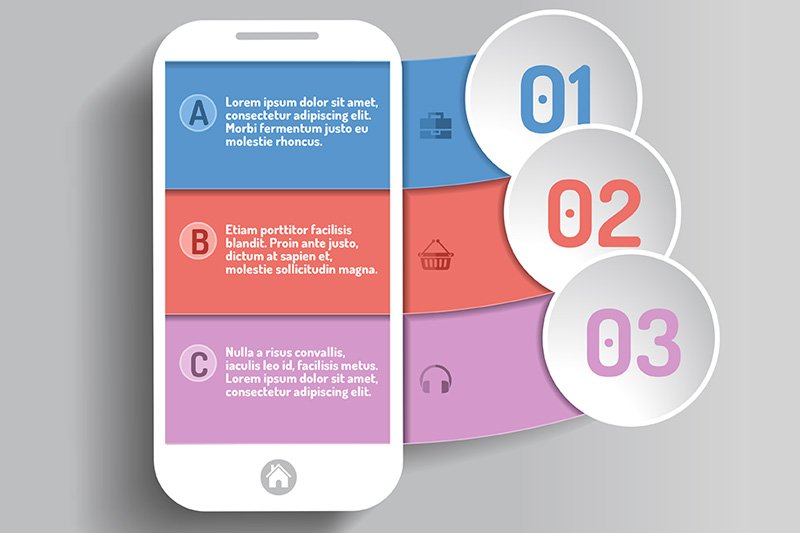 A
Lorem ipsum dolor sit amet,
consectetur adipiscing elit.
Morbi fermentum justo eu
molestie rhoncus.
01
B
Etiam porttitor facilisis
blandit. Proin ante justo,
dictum at sapien et,
molestie sollicitudin magna.
02
C
Nulla a risus convallis,
iaculis leo id, facilisis metus.
Lorem ipsum dolor sit amet,
consectetur adipiscing elit.
03